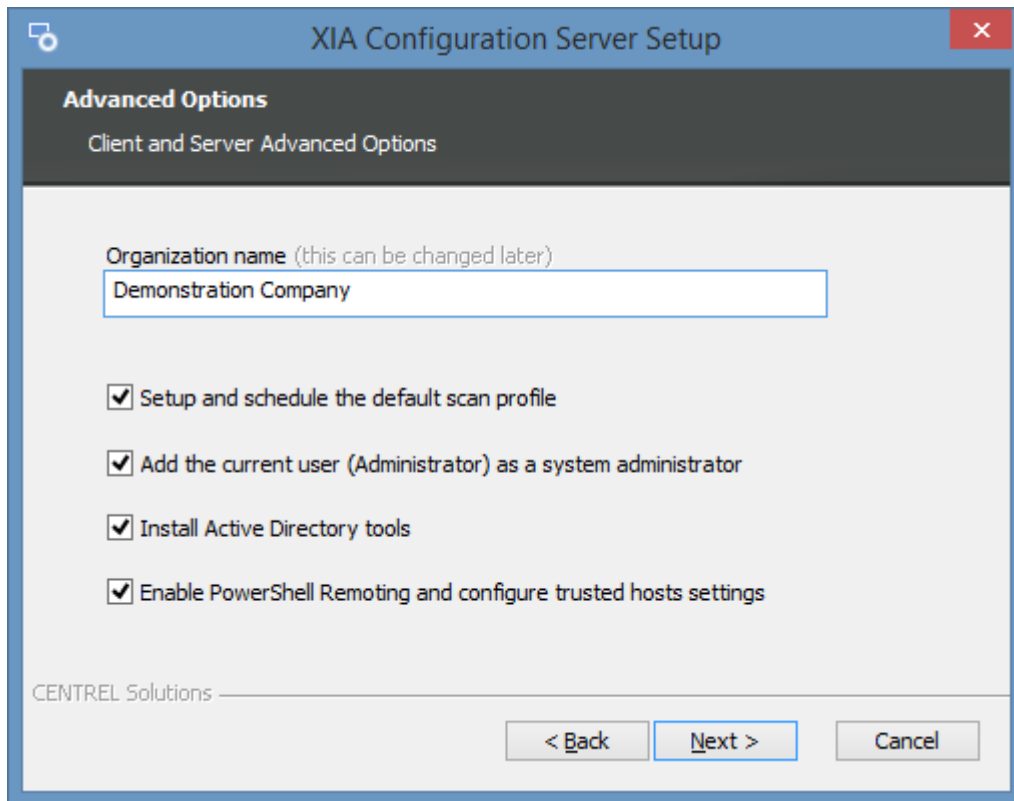 XIA Configuration Server Setup
Advanced Options
Client and Server Advanced Options
Organization name (this can be changed later)
Demonstration Company
Setup and schedule the default scan profile
Add the current user (Administrator) as a system administrator
Install Active Directory tools
Enable PowerShell Remoting and configure trusted hosts settings
CENTREL Solutions
< Back Next > Cancel